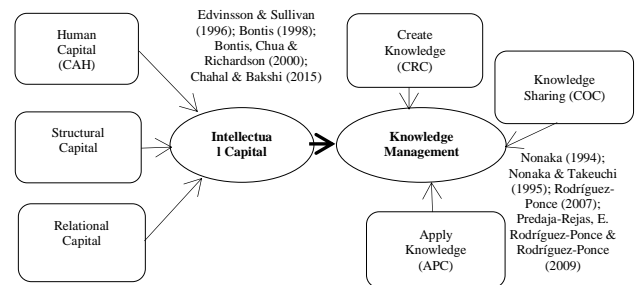 Human
Capital
(CAH)
Edvinsson & Sullivan
(1996); Bontis (1998);
Bontis, Chua &
Richardson (2000);
Chahal & Bakshi (2015)
Create
Knowledge
(CRC)
Knowledge
Sharing (COC)
Structural
Capital
Intellectua
l Capital
Knowledge
Management
Nonaka (1994);
Nonaka & Takeuchi
(1995); Rodríguez-
Ponce (2007);
Predaja-Rejas, E.
Rodríguez-Ponce &
Rodríguez-Ponce
(2009)
Relational
Capital
Apply
Knowledge
(APC)